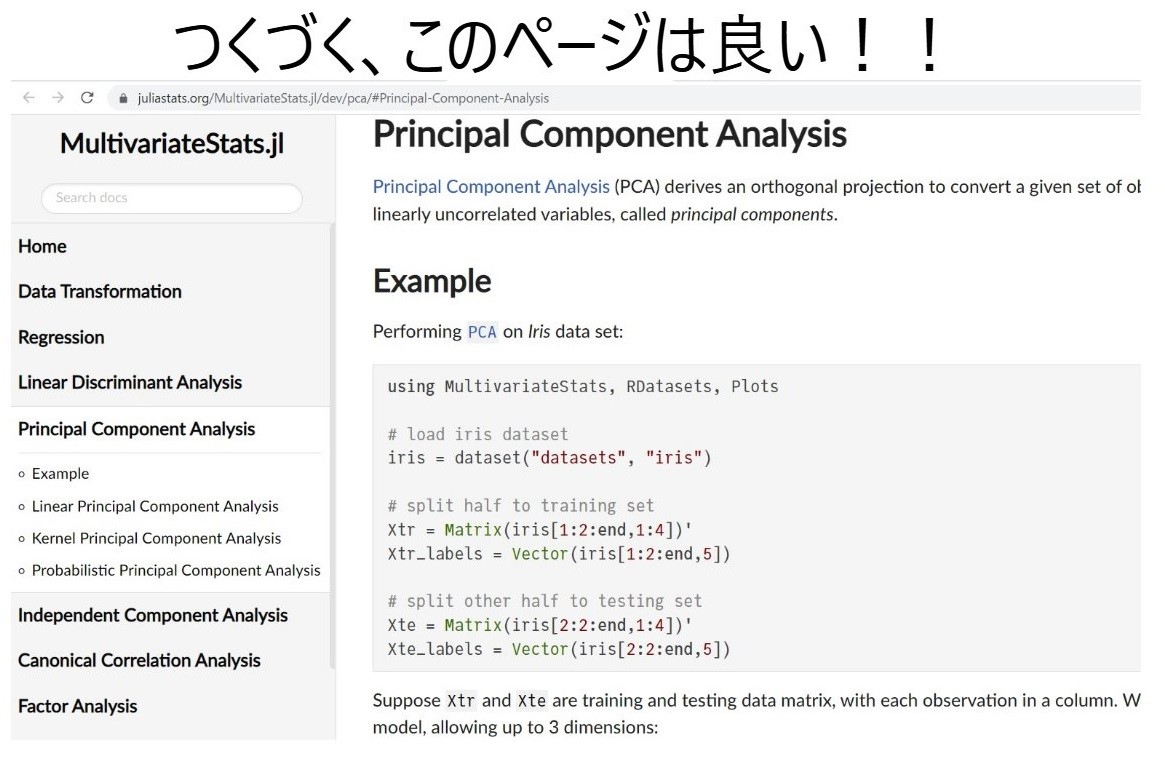 つくづく、このページは良い！！
juliastats.org/MultivariateStats.jl/dev/pca/#Principal-Component-Analysis
MultivariateStats.jl
Search docs
Home
Data Transformation
Regression
Linear Discriminant Analysis
Principal Component Analysis
Example
Linear Principal Component Analysis
Kernel Principal Component Analysis
Probabilistic Principal Component Analysis
Independent Component Analysis
Canonical Correlation Analysis
Factor Analysis
Principal Component Analysis
Principal Component Analysis (PCA) derives an orthogonal projection to convert a given set of ob
linearly uncorrelated variables, called principal components.
Example
Performing PCA on Iris data set:
using MultivariateStats, RDatasets, Plots
# load iris dataset
iris = dataset("datasets", "iris")
# split half to training set
Xtr = Matrix(iris[1:2:end,1:4])'
Xtr_labels = Vector(iris[1:2:end,5])
# split other half to testing set
Xte = Matrix(iris[2:2:end,1:4])'
Xte_labels = Vector(iris[2:2:end,5])
Suppose Xtr and Xte are training and testing data matrix, with each observation in a column. W
model, allowing up to 3 dimensions: